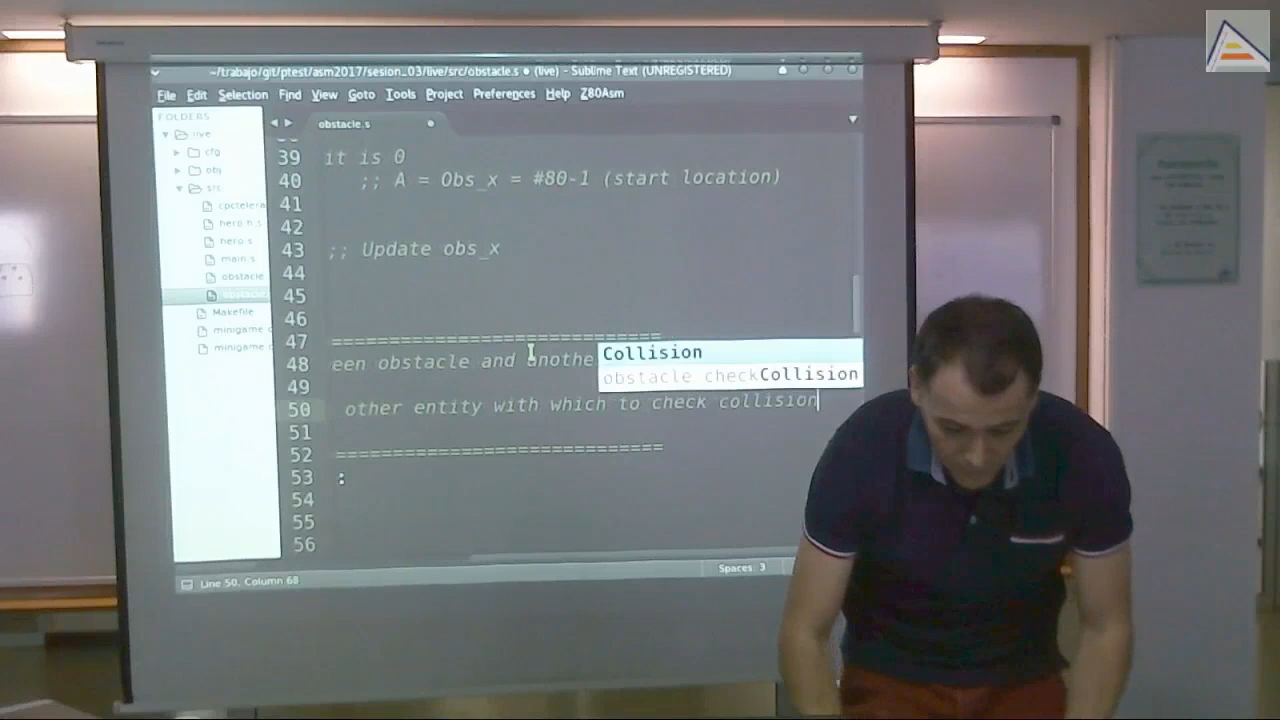 ~/trabajo/git/ptest/asm2017/sesion_03/live/src/obstacle.s • (live) - Sublime Text (UNREGISTERED)
File Edit Selection Find View Goto Tools Project Preferences Help Z80Asm
FOLDERS
live
cfg
obj
src
cpctelera
hero.h.s
hero.s
main.s
obstacle
obstacle
Makefile
minigame
minigame
obstacle.s
39 it is 0
40 ;; A = Obs_x = #80-1 (start location)
41
42
43 ;; Update obs_x
44
45
46
47 =============================
48 een obstacle and anothe
49
50 other entity with which to check collision
51
52 =============================
53 :
54
55
56
Collision
obstacle_checkCollision
Line 50, Column 68
Spaces: 3